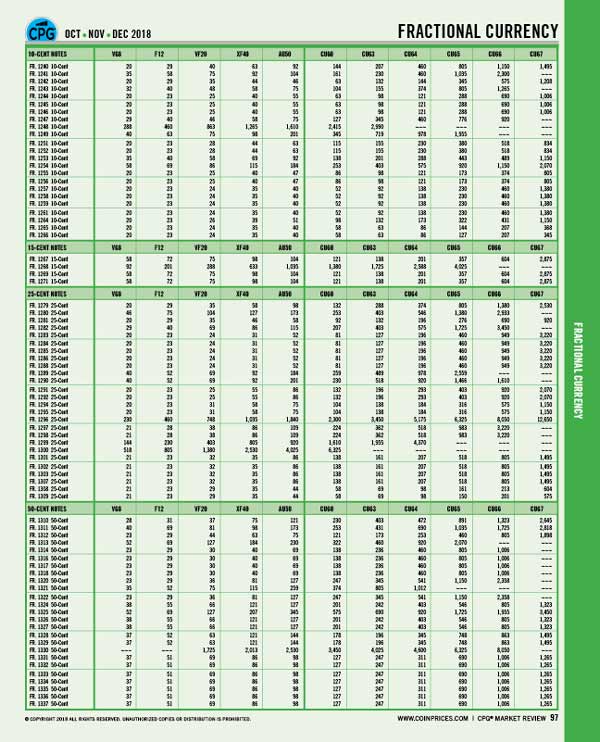 CPG OCT • NOV • DEC 2018 FRACTIONAL CURRENCY
10-CENT NOTES VG8 F12 VF20 XF40 AU50 CU60 CU63 CU64 CU65 CU66 CU67
FR. 1240 10-Cent 20 29 40 63 92 144 207 460 805 1,150 1,495
FR. 1241 10-Cent 35 58 75 92 104 161 230 460 1,035 2,300 ---
FR. 1242 10-Cent 20 29 35 44 46 63 132 144 345 575 1,208
FR. 1243 10-Cent 32 40 48 58 75 104 155 374 805 1,265 ---
FR. 1244 10-Cent 20 23 25 40 55 63 98 121 288 690 1,006
FR. 1245 10-Cent 20 23 25 40 55 63 98 121 288 690 1,006
FR. 1246 10-Cent 20 23 25 40 55 63 98 121 288 690 1,006
FR. 1247 10-Cent 29 40 46 58 75 127 345 460 776 920 ---
FR. 1248 10-Cent 288 460 863 1,265 1,610 2,415 2,990 --- --- --- ---
FR. 1249 10-Cent 40 63 75 98 201 345 719 978 1,955 --- ---
FR. 1251 10-Cent 20 23 28 44 63 115 155 230 380 518 834
FR. 1252 10-Cent 20 23 28 44 63 115 155 230 380 518 834
FR. 1253 10-Cent 35 40 58 69 92 138 201 288 443 489 1,150
FR. 1254 10-Cent 58 69 86 115 184 253 403 575 920 1,150 2,070
FR. 1255 10-Cent 20 23 25 40 47 86 98 121 173 374 805
FR. 1256 10-Cent 20 23 25 40 47 86 98 121 173 374 805
FR. 1257 10-Cent 20 23 24 35 40 52 92 138 230 460 1,380
FR. 1258 10-Cent 20 23 24 35 40 52 92 138 230 460 1,380
FR. 1259 10-Cent 20 23 24 35 40 52 92 138 230 460 1,380
FR. 1261 10-Cent 20 23 24 35 40 52 92 138 230 460 1,380
FR. 1264 10-Cent 20 23 26 39 51 98 132 173 322 431 1,150
FR. 1265 10-Cent 20 23 24 35 40 58 63 86 144 207 368
FR. 1266 10-Cent 20 23 24 35 40 58 63 86 127 207 345
15-CENT NOTES VG8 F12 VF20 XF40 AU50 CU60 CU63 CU64 CU65 CU66 CU67
FR. 1267 15-Cent 58 72 75 98 104 121 138 201 357 604 2,875
FR. 1268 15-Cent 92 201 288 633 1,035 1,380 1,725 2,588 4,025 --- ---
FR. 1269 15-Cent 58 72 75 98 104 121 138 201 357 604 2,875
FR. 1271 15-Cent 58 72 75 98 104 121 138 201 357 604 2,875
25-CENT NOTES VG8 F12 VF20 XF40 AU50 CU60 CU63 CU64 CU65 CU66 CU67
FR. 1279 25-Cent 20 29 35 58 98 132 288 374 805 1,380 2,530
FR. 1280 25-Cent 46 75 104 127 173 253 403 546 1,380 2,933 ---
FR. 1281 25-Cent 20 29 35 46 58 92 132 196 276 690 920
FR. 1282 25-Cent 29 40 69 86 115 207 403 575 1,725 3,450 ---
FR. 1283 25-Cent 20 23 24 31 52 81 127 196 460 949 3,220
FR. 1284 25-Cent 20 23 24 31 52 81 127 196 460 949 3,220
FR. 1285 25-Cent 20 23 24 31 52 81 127 196 460 949 3,220
FR. 1286 25-Cent 20 23 24 31 52 81 127 196 460 949 3,220
FR. 1288 25-Cent 20 23 24 31 52 81 127 196 460 949 3,220
FR. 1289 25-Cent 40 52 69 92 184 259 489 978 2,559 --- ---
FR. 1290 25-Cent 40 52 69 92 201 230 518 920 1,466 1,610 ---
FR. 1291 25-Cent 20 23 25 55 86 132 196 293 403 920 2,070
FR. 1292 25-Cent 20 23 25 55 86 132 196 293 403 920 2,070
FR. 1294 25-Cent 20 23 31 58 75 104 138 184 316 575 1,150
FR. 1295 25-Cent 20 23 31 58 75 104 138 184 316 575 1,150
FR. 1296 25-Cent 230 460 748 1,035 1,840 2,300 3,450 5,175 6,325 8,050 12,650
FR. 1297 25-Cent 21 28 38 86 109 224 362 518 983 3,220 ---
FR. 1298 25-Cent 21 28 38 86 109 224 362 518 983 3,220 ---
FR. 1299 25-Cent 144 230 403 805 920 1,610 1,955 4,370 --- --- ---
FR. 1300 25-Cent 518 805 1,380 2,530 4,025 6,325 --- --- --- --- ---
FR. 1301 25-Cent 21 23 32 35 86 138 161 207 518 805 1,495
FR. 1302 25-Cent 21 23 32 35 86 138 161 207 518 805 1,495
FR. 1303 25-Cent 21 23 32 35 86 138 161 207 518 805 1,495
FR. 1307 25-Cent 21 23 32 35 86 138 161 207 518 805 1,495
FR. 1308 25-Cent 21 23 29 35 44 58 69 98 161 213 604
FR. 1309 25-Cent 21 23 29 35 44 58 69 98 150 201 575
50-CENT NOTES VG8 F12 VF20 XF40 AU50 CU60 CU63 CU64 CU65 CU66 CU67
FR. 1310 50-Cent 28 31 37 75 121 230 403 472 891 1,323 2,645
FR. 1311 50-Cent 40 69 81 98 173 253 431 690 1,035 1,725 2,818
FR. 1312 50-Cent 23 29 44 63 75 121 173 253 460 805 1,898
FR. 1313 50-Cent 52 69 127 184 230 322 460 920 2,070 --- ---
FR. 1314 50-Cent 23 29 30 40 69 138 236 460 805 1,006 ---
FR. 1316 50-Cent 23 29 30 40 69 138 236 460 805 1,006 ---
FR. 1317 50-Cent 23 29 30 40 69 138 236 460 805 1,006 ---
FR. 1318 50-Cent 23 29 30 40 69 138 236 460 805 1,006 ---
FR. 1320 50-Cent 23 29 36 81 127 247 345 541 1,150 2,358 ---
FR. 1321 50-Cent 35 52 75 115 259 374 805 1,012 --- --- ---
FR. 1322 50-Cent 23 29 36 81 127 247 345 541 1,150 2,358 ---
FR. 1324 50-Cent 38 55 66 121 127 201 242 403 546 805 1,323
FR. 1325 50-Cent 52 69 127 207 345 575 690 920 1,725 1,955 3,450
FR. 1326 50-Cent 38 55 66 121 127 201 242 403 546 805 1,323
FR. 1327 50-Cent 38 55 66 121 127 201 242 403 546 805 1,323
FR. 1328 50-Cent 37 52 63 121 144 178 196 345 748 863 1,495
FR. 1329 50-Cent 37 52 63 121 144 178 196 345 748 863 1,495
FR. 1330 50-Cent --- --- 1,725 2,013 2,530 3,450 4,025 4,600 6,325 8,050 ---
FR. 1331 50-Cent 37 51 69 86 98 127 247 311 690 1,006 1,265
FR. 1332 50-Cent 37 51 69 86 98 127 247 311 690 1,006 1,265
FR. 1333 50-Cent 37 51 69 86 98 127 247 311 690 1,006 1,265
FR. 1334 50-Cent 37 51 69 86 98 127 247 311 690 1,006 1,265
FR. 1335 50-Cent 37 51 69 86 98 127 247 311 690 1,006 1,265
FR. 1336 50-Cent 37 51 69 86 98 127 247 311 690 1,006 1,265
FR. 1337 50-Cent 37 51 69 86 98 127 247 311 690 1,006 1,265
FRACTIONAL CURRENCY
© COPYRIGHT 2018 ALL RIGHTS RESERVED. UNAUTHORIZED COPIES OR DISTRIBUTION IS PROHIBITED. WWW.COINPRICES.COM | CPG® MARKET REVIEW 97